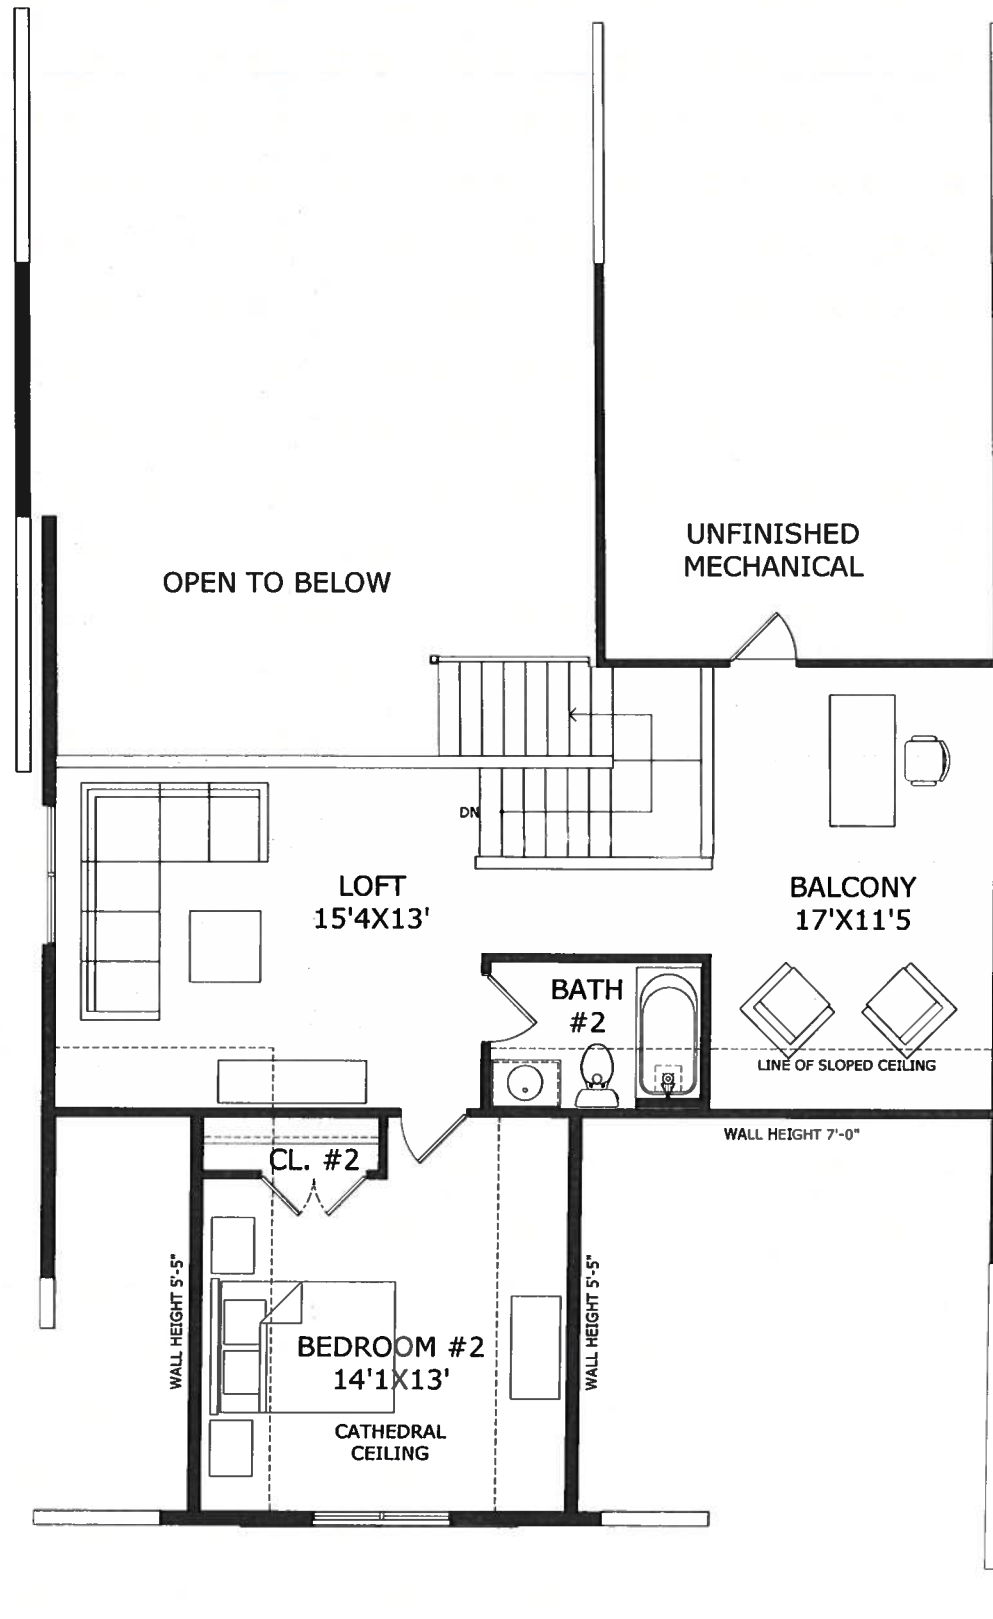 UNFINISHED
MECHANICAL
OPEN TO BELOW
DN
LOFT
15'4X13'
BALCONY
17'X11'5
BATH
#2
LINE OF SLOPED CEILING
WALL HEIGHT 7'-0"
CL. #2
WALL HEIGHT 5'-5"
WALL HEIGHT 5'-5"
BEDROOM #2
14'1X13'
CATHEDRAL
CEILING